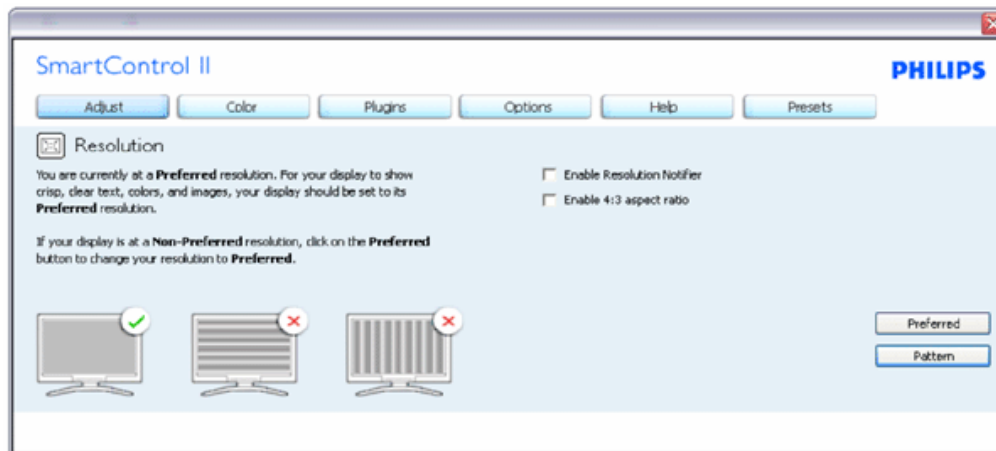 SmartControl II
PHILIPS
Adjust
Color
Plugins
Options
Help
Presets
Resolution
You are currently at a Preferred resolution. For your display to show
crisp, clear text, colors, and images, your display should be set to its
Preferred resolution.
If your display is at a Non-Preferred resolution, click on the Preferred
button to change your resolution to Preferred.
Enable Resolution Notifier
Enable 4:3 aspect ratio
Preferred
Pattern